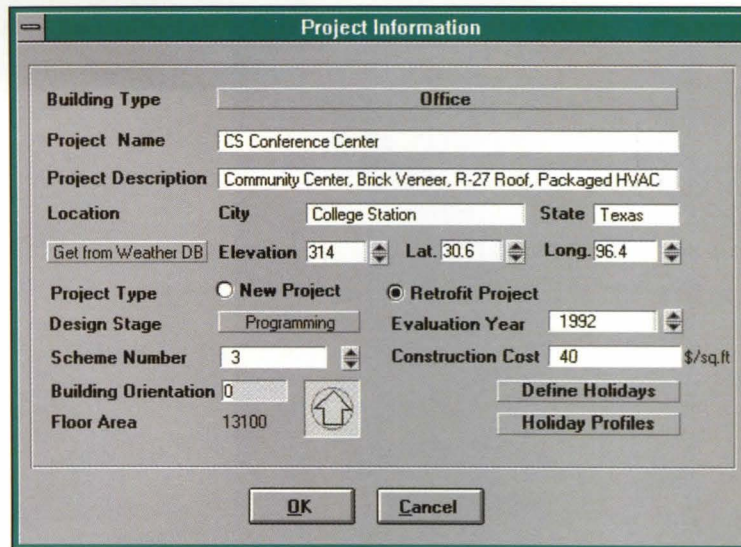 Project Information
Building Type Office
Project Name CS Conference Center
Project Description Community Center, Brick Veneer, R-27 Roof, Packaged HVAC
Location City College Station State Texas
Get from Weather DB Elevation 314 Lat. 30.6 Long. 96.4
Project Type New Project Retrofit Project
Design Stage Programming Evaluation Year 1992
Scheme Number 3 Construction Cost 40 $/sq.ft
Building Orientation 0 Define Holidays
Floor Area 13100 Holiday Profiles
OK Cancel